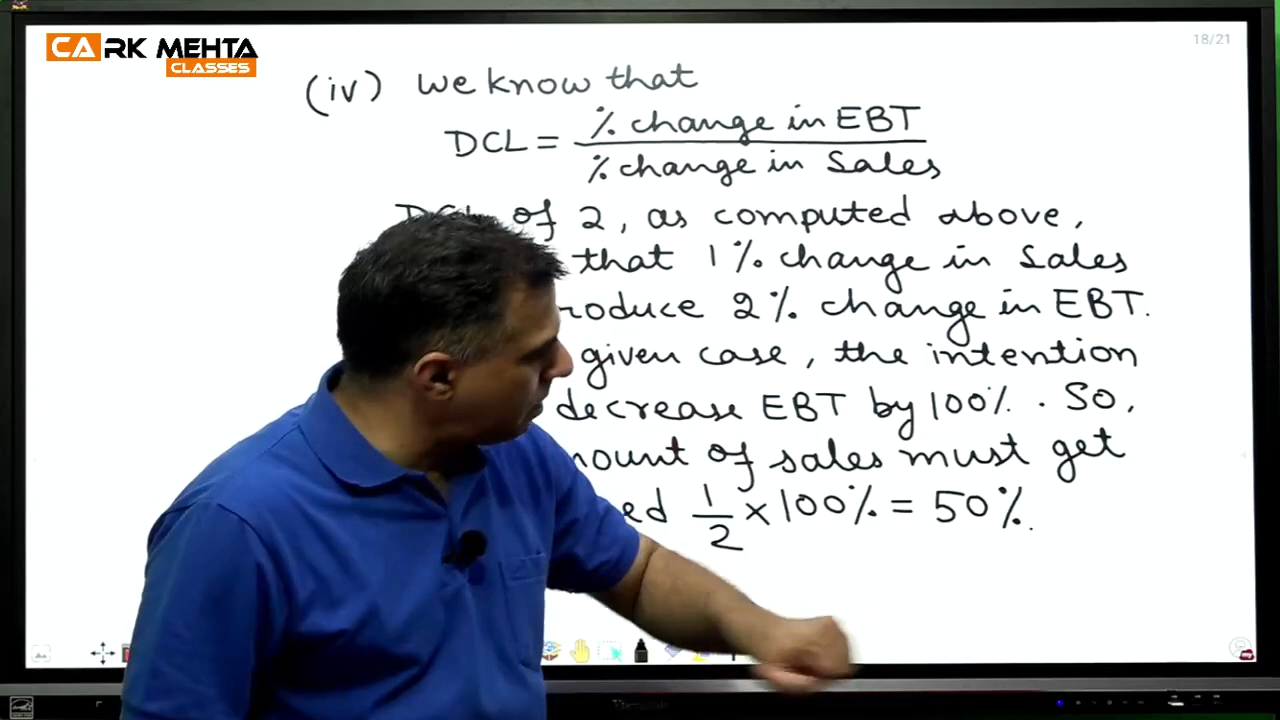 CA RK MEHTA
CLASSES
18/21
(iv) we know that
DCL = % change in EBT
% change in Sales
DCL of 2, as computed above,
that 1% change in Sales
roduce 2% change in EBT.
given case, the intention
decrease EBT by 100%. So,
mount of sales must get
ed 1/2 × 100% = 50%.